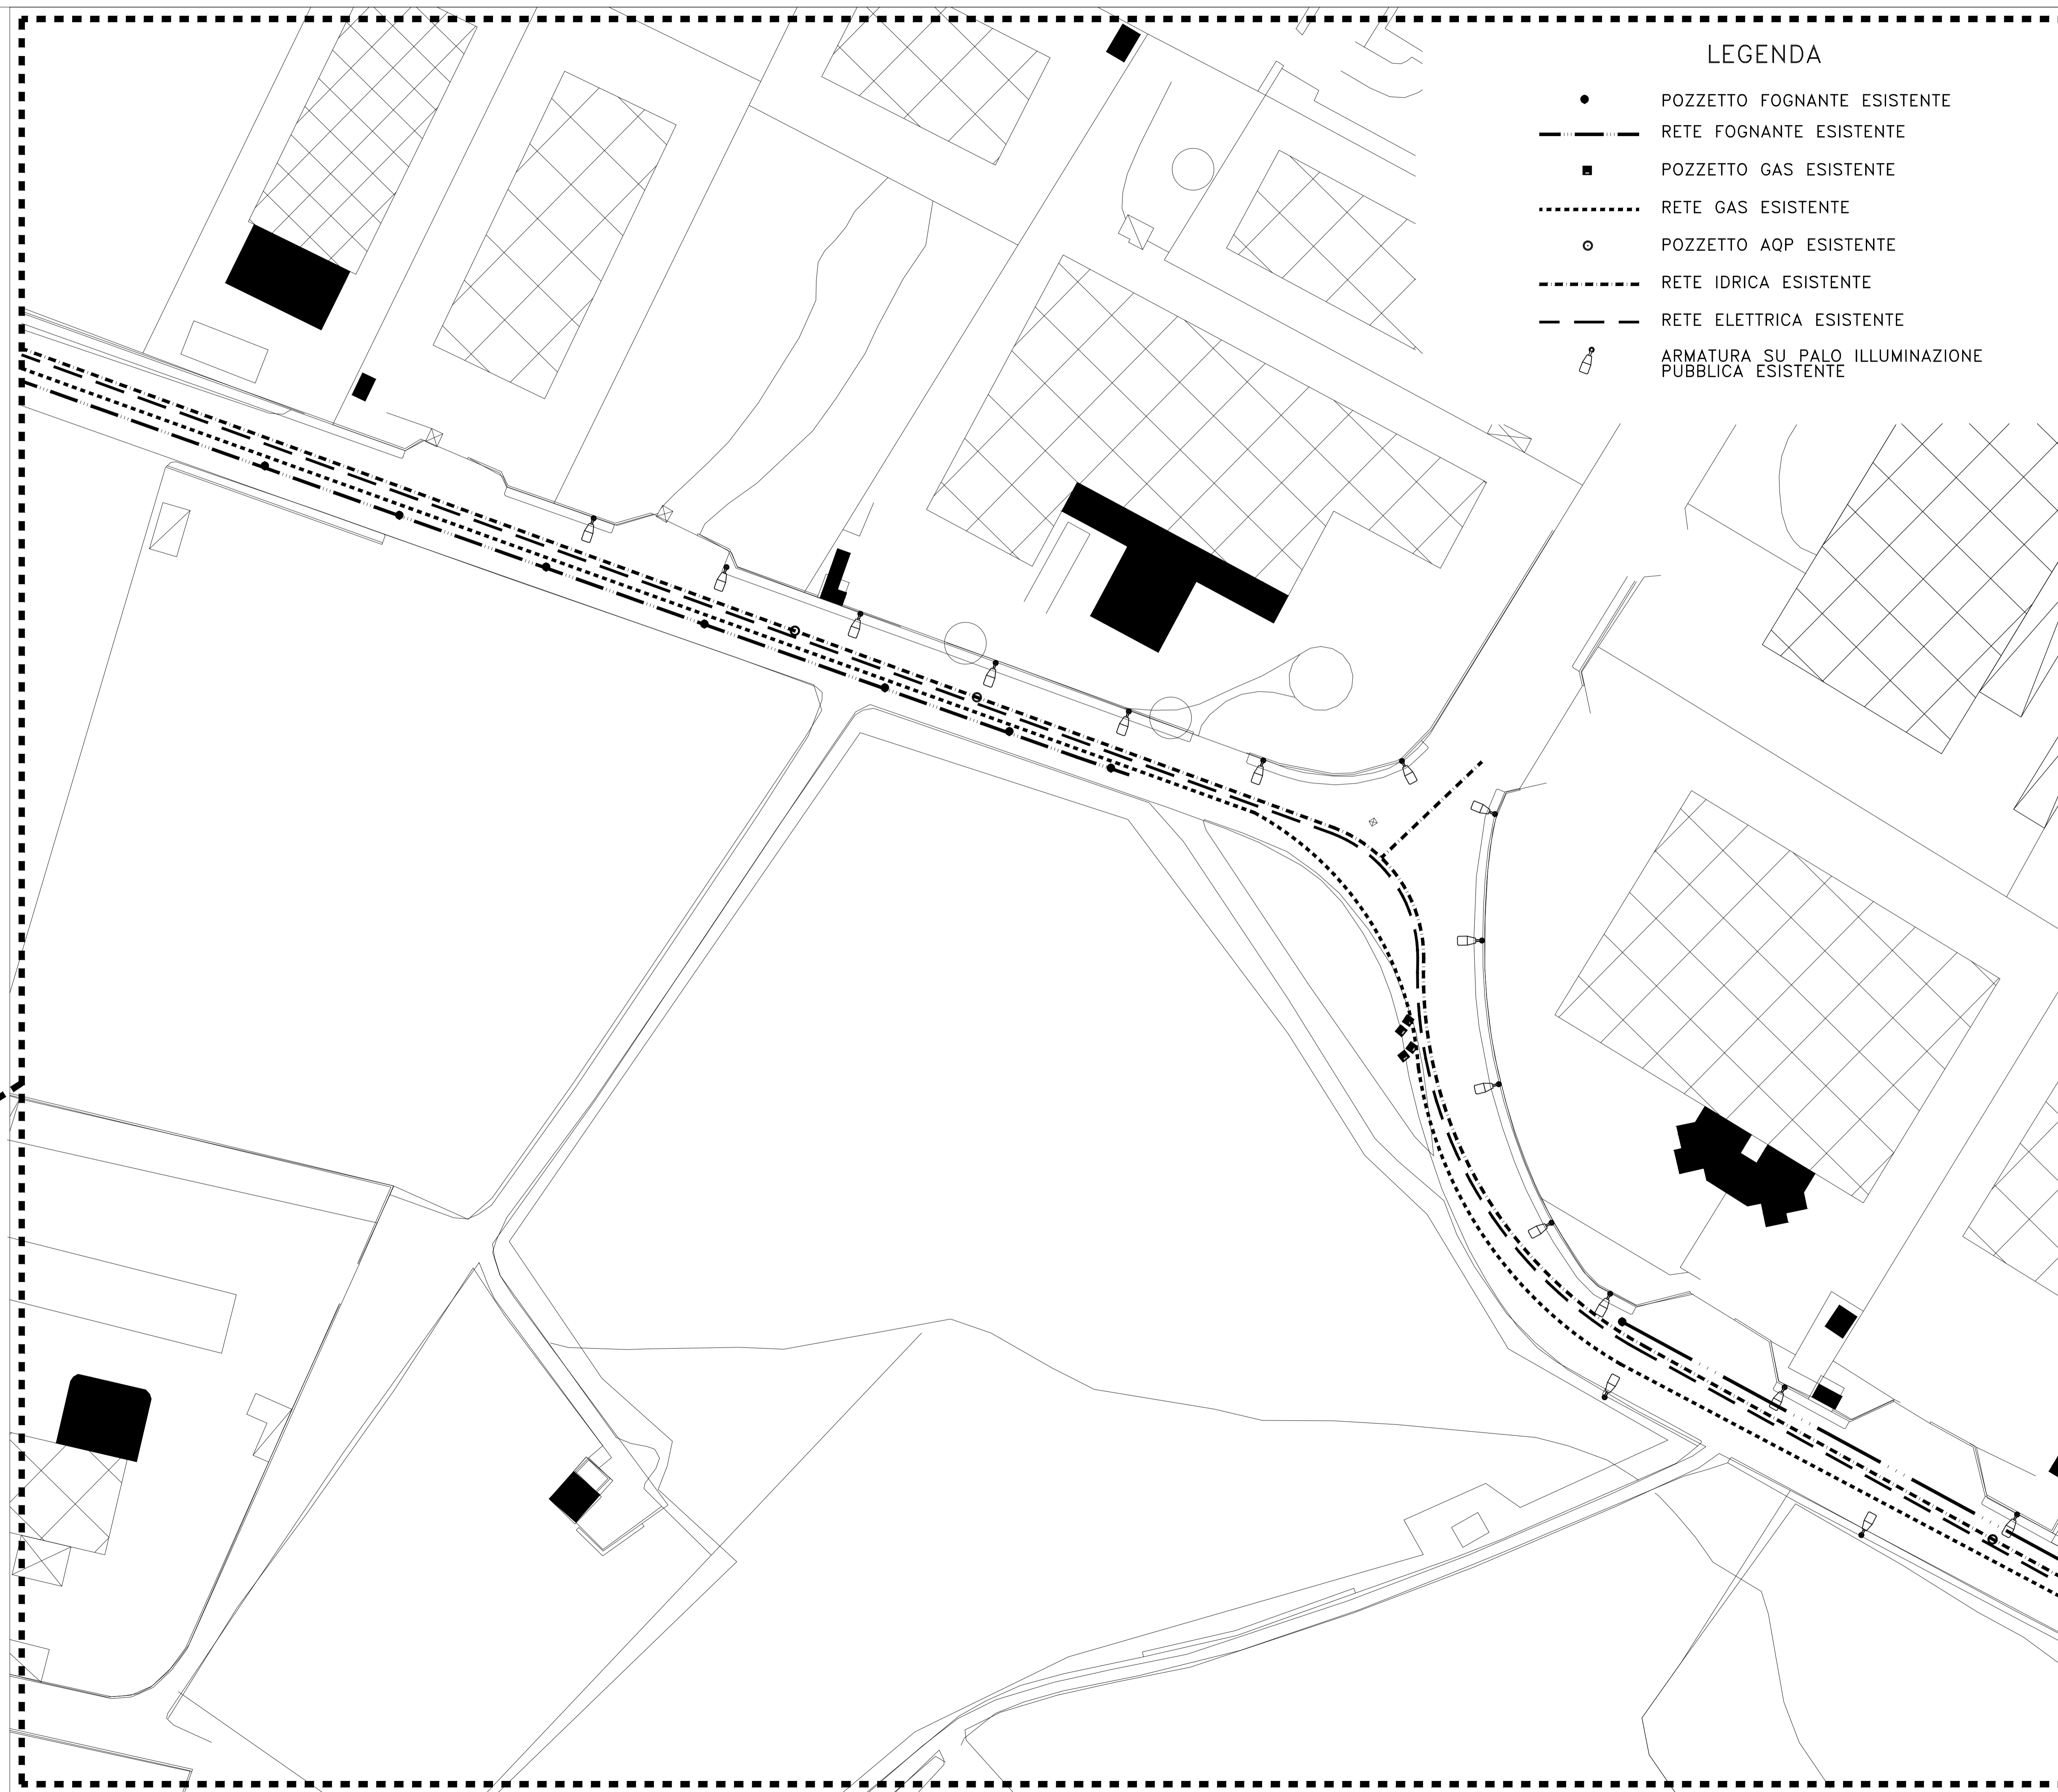 LEGENDA
POZZETTO FOGNANTE ESISTENTE
RETE FOGNANTE ESISTENTE
POZZETTO GAS ESISTENTE
RETE GAS ESISTENTE
POZZETTO AQP ESISTENTE
RETE IDRICA ESISTENTE
RETE ELETTRICA ESISTENTE
ARMATURA SU PALO ILLUMINAZIONE
PUBBLICA ESISTENTE